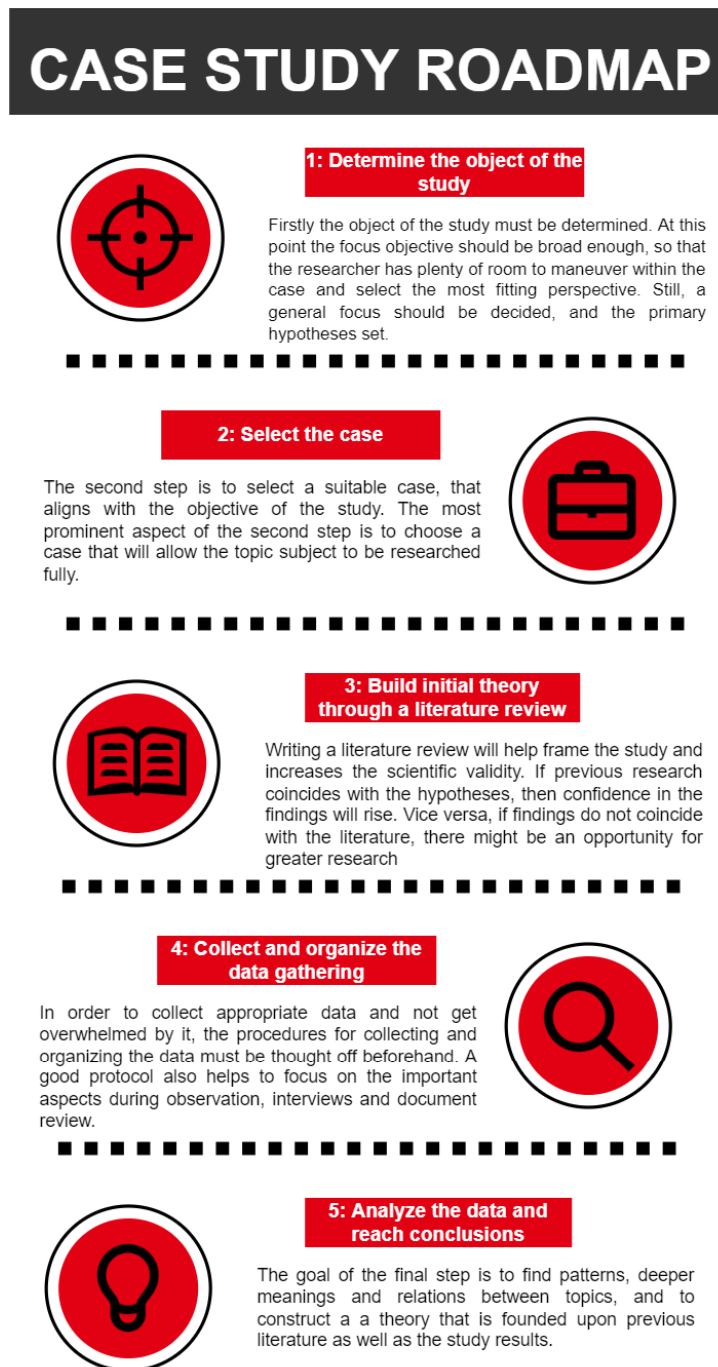 CASE STUDY ROADMAP
1: Determine the object of the
study
Firstly the object of the study must be determined. At this
point the focus objective should be broad enough, so that
the researcher has plenty of room to maneuver within the
case and select the most fitting perspective. Still, a
general focus should be decided, and the primary
hypotheses set.
2: Select the case
The second step is to select a suitable case, that
aligns with the objective of the study. The most
prominent aspect of the second step is to choose a
case that will allow the topic subject to be researched
fully.
3: Build initial theory
through a literature review
Writing a literature review will help frame the study and
increases the scientific validity. If previous research
coincides with the hypotheses, then confidence in the
findings will rise. Vice versa, if findings do not coincide
with the literature, there might be an opportunity for
greater research
4: Collect and organize the
data gathering
In order to collect appropriate data and not get
overwhelmed by it, the procedures for collecting and
organizing the data must be thought off beforehand. A
good protocol also helps to focus on the important
aspects during observation, interviews and document
review.
5: Analyze the data and
reach conclusions
The goal of the final step is to find patterns, deeper
meanings and relations between topics, and to
construct a a theory that is founded upon previous
literature as well as the study results.